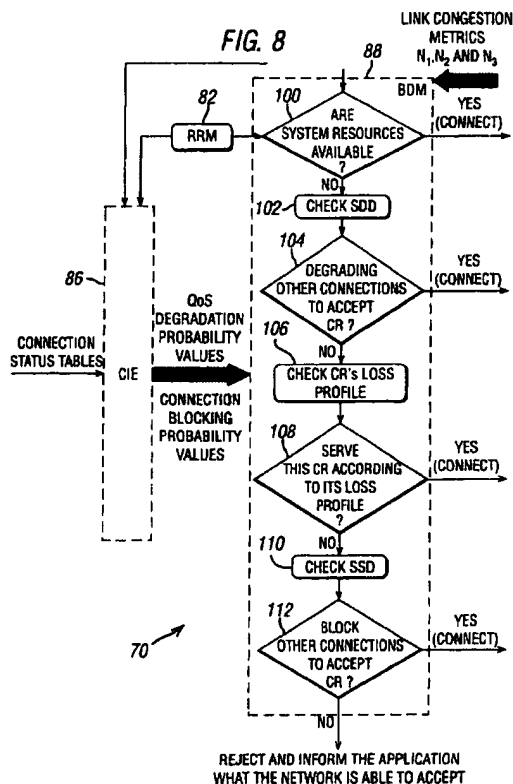 FIG. 8
LINK CONGESTION
METRICS
N1, N2 AND N3
88
BDM
100
ARE
SYSTEM RESOURCES
AVAILABLE
?
YES
(CONNECT)
82
RRM
NO
102
CHECK SDD
104
DEGRADING
OTHER CONNECTIONS
TO ACCEPT
CR ?
YES
(CONNECT)
86
CONNECTION
STATUS TABLES
CIE
QoS
DEGRADATION
PROBABILITY
VALUES
CONNECTION
BLOCKING
PROBABILITY
VALUES
NO
106
CHECK CR's LOSS
PROFILE
108
SERVE
THIS CR ACCORDING
TO ITS LOSS
PROFILE
?
YES
(CONNECT)
NO
110
CHECK SSD
112
BLOCK
OTHER CONNECTIONS
TO ACCEPT
CR ?
YES
(CONNECT)
70
NO
REJECT AND INFORM THE APPLICATION
WHAT THE NETWORK IS ABLE TO ACCEPT